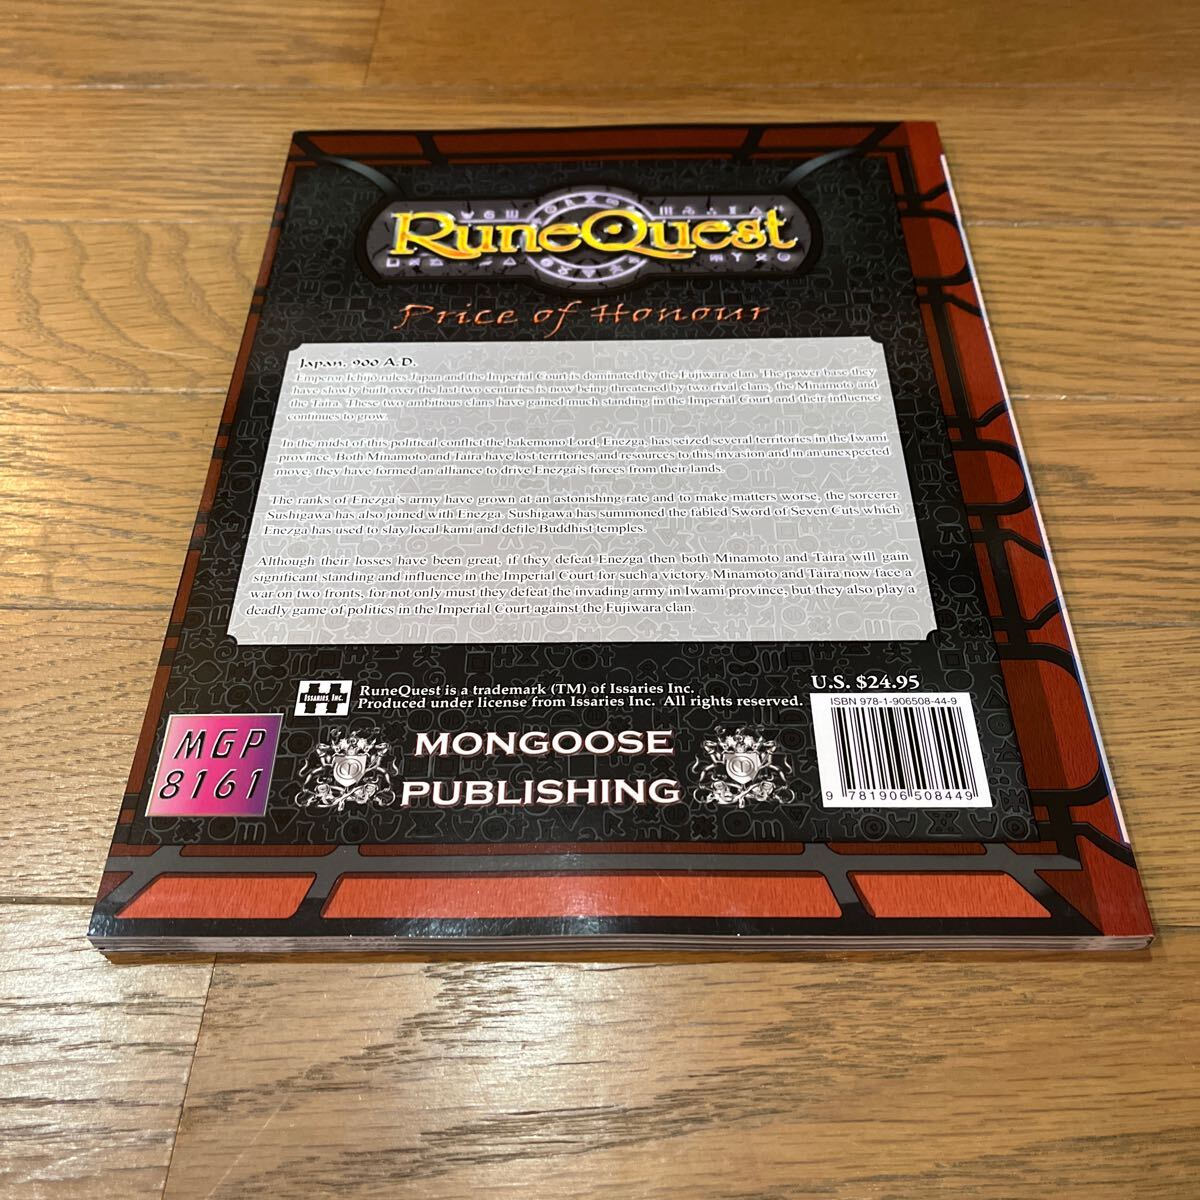 RuneQuest
Price of Honour
Japan, 900 A.D.
Emperor Ichijō rules Japan and the Imperial Court is dominated by the Fujiwara clan. The power base they
have slowly built over the last two centuries is now being threatened by two rival clans, the Minamoto and
the Taira. These two ambitious clans have gained much standing in the Imperial Court and their influence
continues to grow.
In the midst of this political conflict the bakemono Lord, Enezga, has seized several territories in the Iwami
province. Both Minamoto and Taira have lost territories and resources to this invasion and in an unexpected
move, they have formed an alliance to drive Enezga's forces from their lands.
The ranks of Enezga's army have grown at an astonishing rate and to make matters worse, the sorcerer
Sushigawa has also joined with Enezga. Sushigawa has summoned the fabled Sword of Seven Cuts which
Enezga has used to slay local kami and defile Buddhist temples.
Although their losses have been great, if they defeat Enezga then both Minamoto and Taira will gain
significant standing and influence in the Imperial Court for such a victory. Minamoto and Taira now face a
war on two fronts, for not only must they defeat the invading army in Iwami province, but they also play a
deadly game of politics in the Imperial Court against the Fujiwara clan.
Issaries, Inc.
RuneQuest is a trademark (TM) of Issaries Inc.
Produced under license from Issaries Inc. All rights reserved.
U.S. $24.95
ISBN 978-1-906508-44-9
9 781906 508449
MGP
8161
MONGOOSE
PUBLISHING